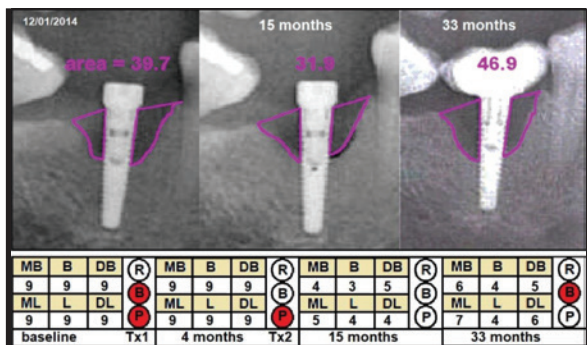 12/01/2014
15 months
33 months
area = 39.7
31.9
46.9
MB B DB R MB B DB R MB B DB R MB B DB R
9 9 9 B 9 9 9 B 4 3 5 B 6 4 5 B
ML L DL P ML L DL P ML L DL P ML L DL P
9 9 9 9 9 9 5 4 4 7 4 6
baseline Tx1 4 months Tx2 15 months 33 months